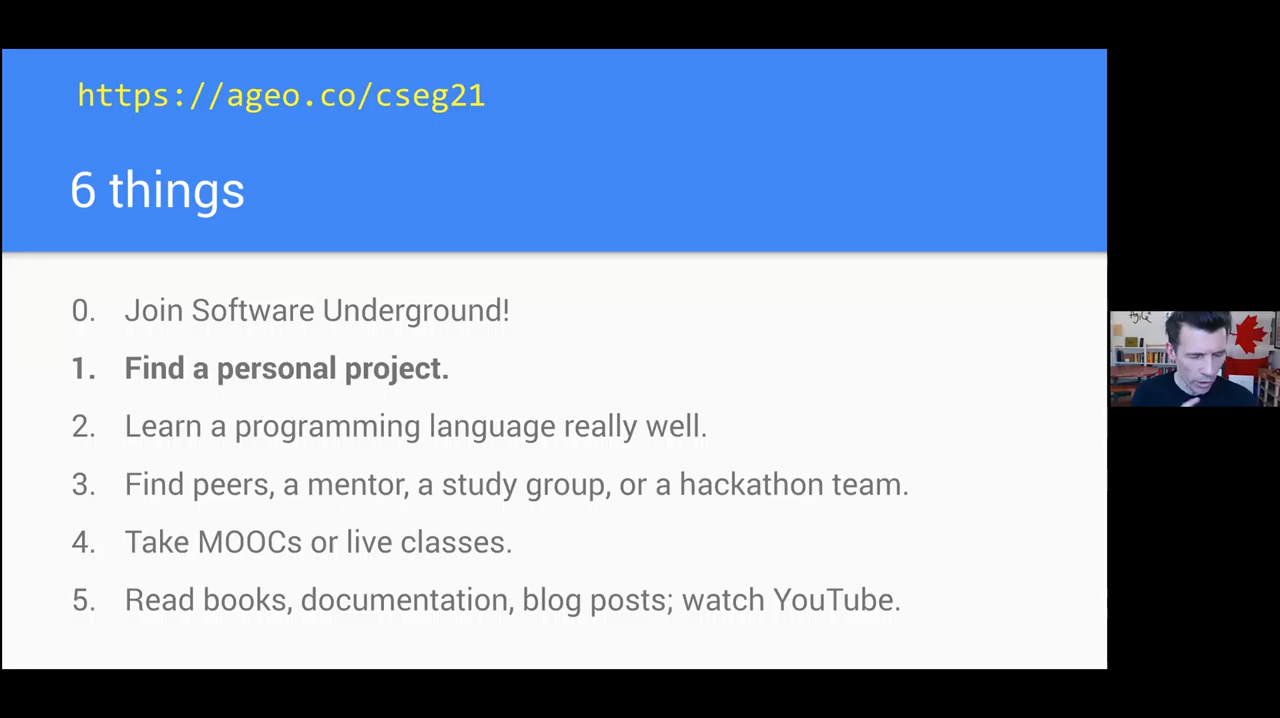 https://ageo.co/cseg21
6 things
0. Join Software Underground!
1. Find a personal project.
2. Learn a programming language really well.
3. Find peers, a mentor, a study group, or a hackathon team.
4. Take MOOCs or live classes.
5. Read books, documentation, blog posts; watch YouTube.